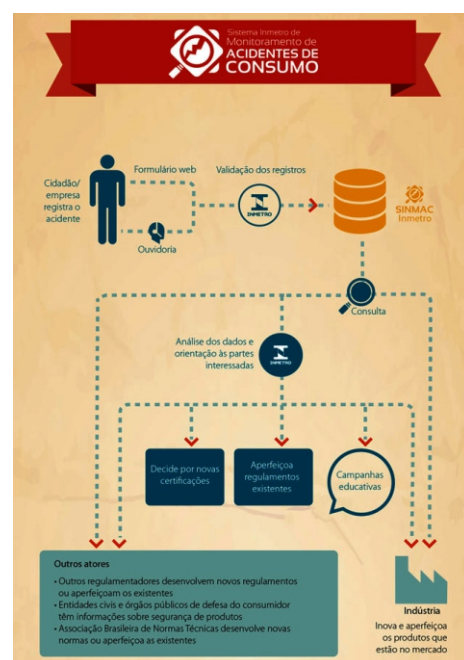 Sistema Inmetro de
Monitoramento de
ACIDENTES DE
CONSUMO
Cidadão/
empresa
registra o
acidente
Formulário web
Ouvidoria
Validação dos registros
INMETRO
SINMAC
Inmetro
Consulta
Análise dos dados e
orientação às partes
interessadas
INMETRO
Decide por novas
certificações
Aperfeiçoa
regulamentos
existentes
Campanhas
educativas
Outros atores
• Outros regulamentadores desenvolvem novos regulamentos
ou aperfeiçoam os existentes
• Entidades civis e órgãos públicos de defesa do consumidor
têm informações sobre segurança de produtos
• Associação Brasileira de Normas Técnicas desenvolve novas
normas ou aperfeiçoa as existentes
Indústria
Inova e aperfeiçoa
os produtos que
estão no mercado